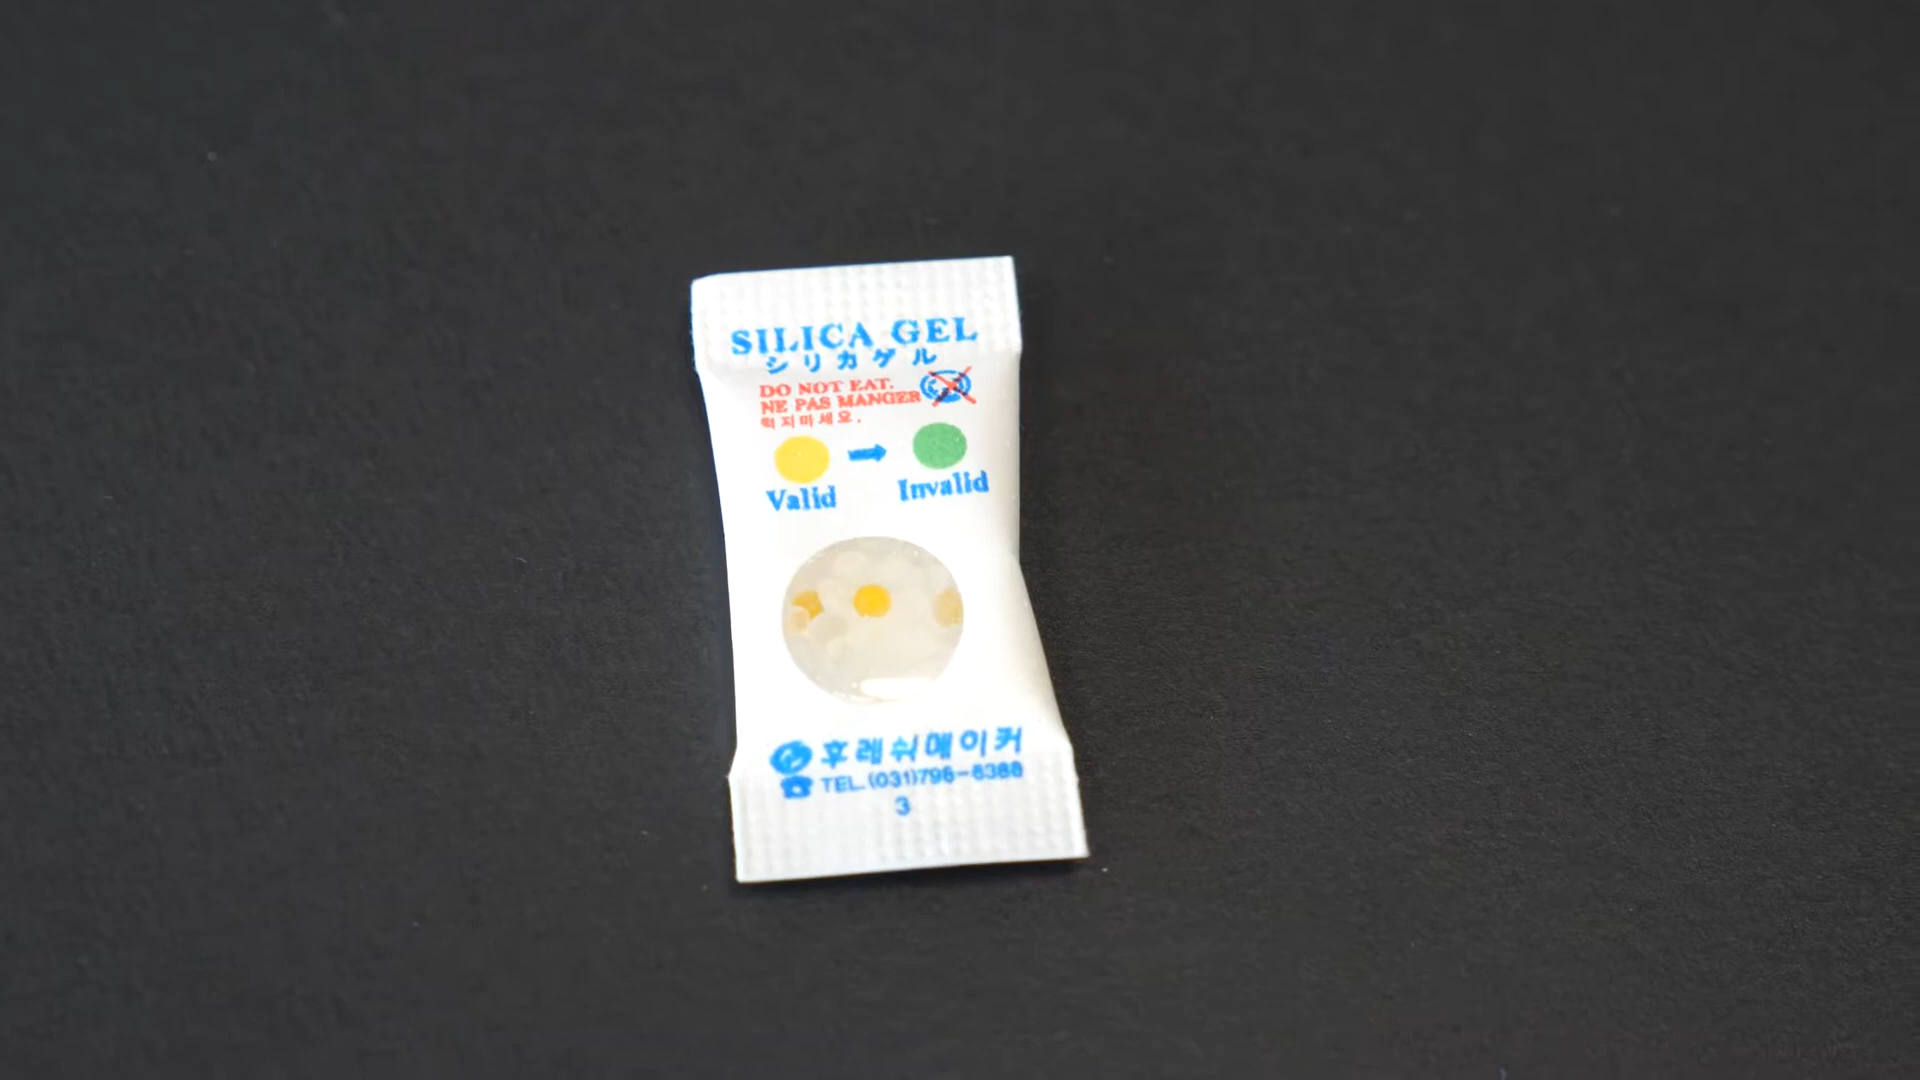 SILICA GEL
シリカゲル
DO NOT EAT.
NE PAS MANGER
먹지마세요.
Valid
Invalid
후레쉬메이커
TEL.(031)796-8388
3